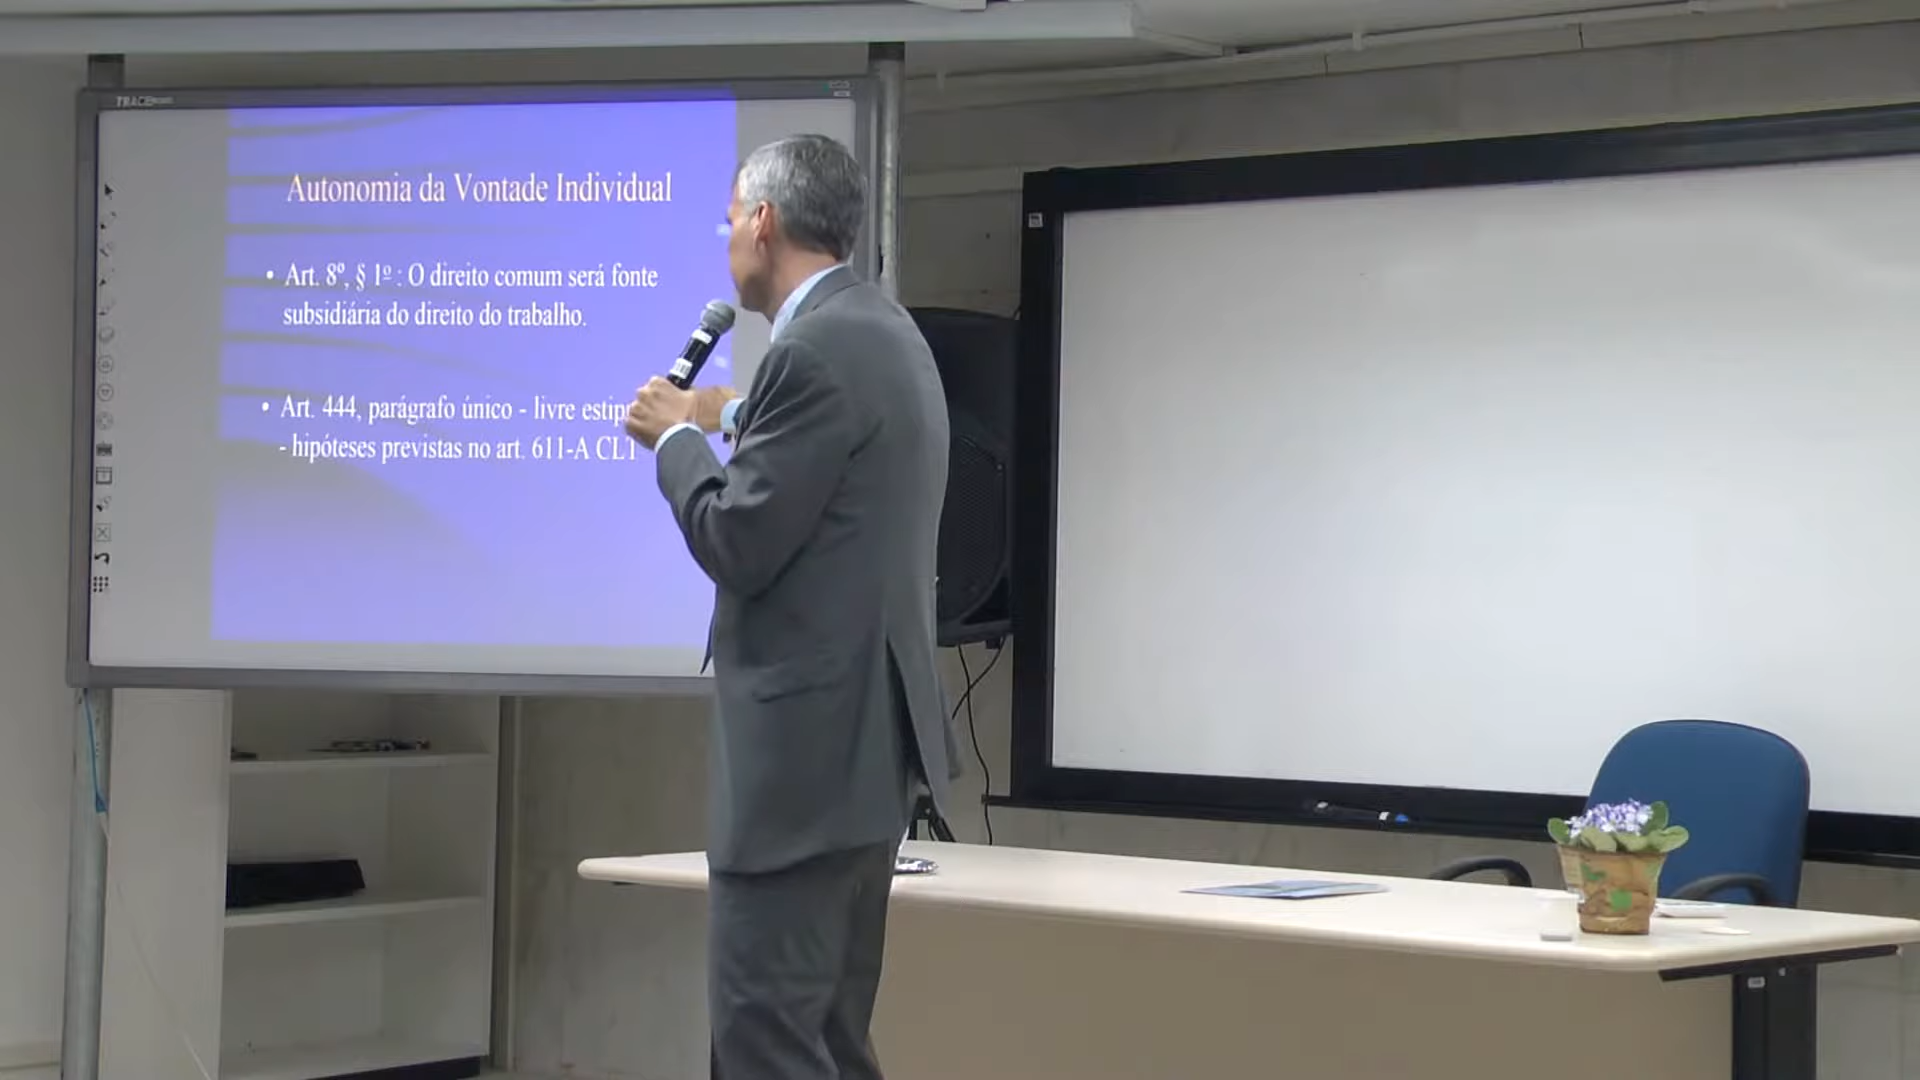 TRACE
Autonomia da Vontade Individual
• Art. 8º, § 1º : O direito comum será fonte
subsidiária do direito do trabalho.
• Art. 444, parágrafo único - livre
- hipóteses previstas no art. 611-A CLT